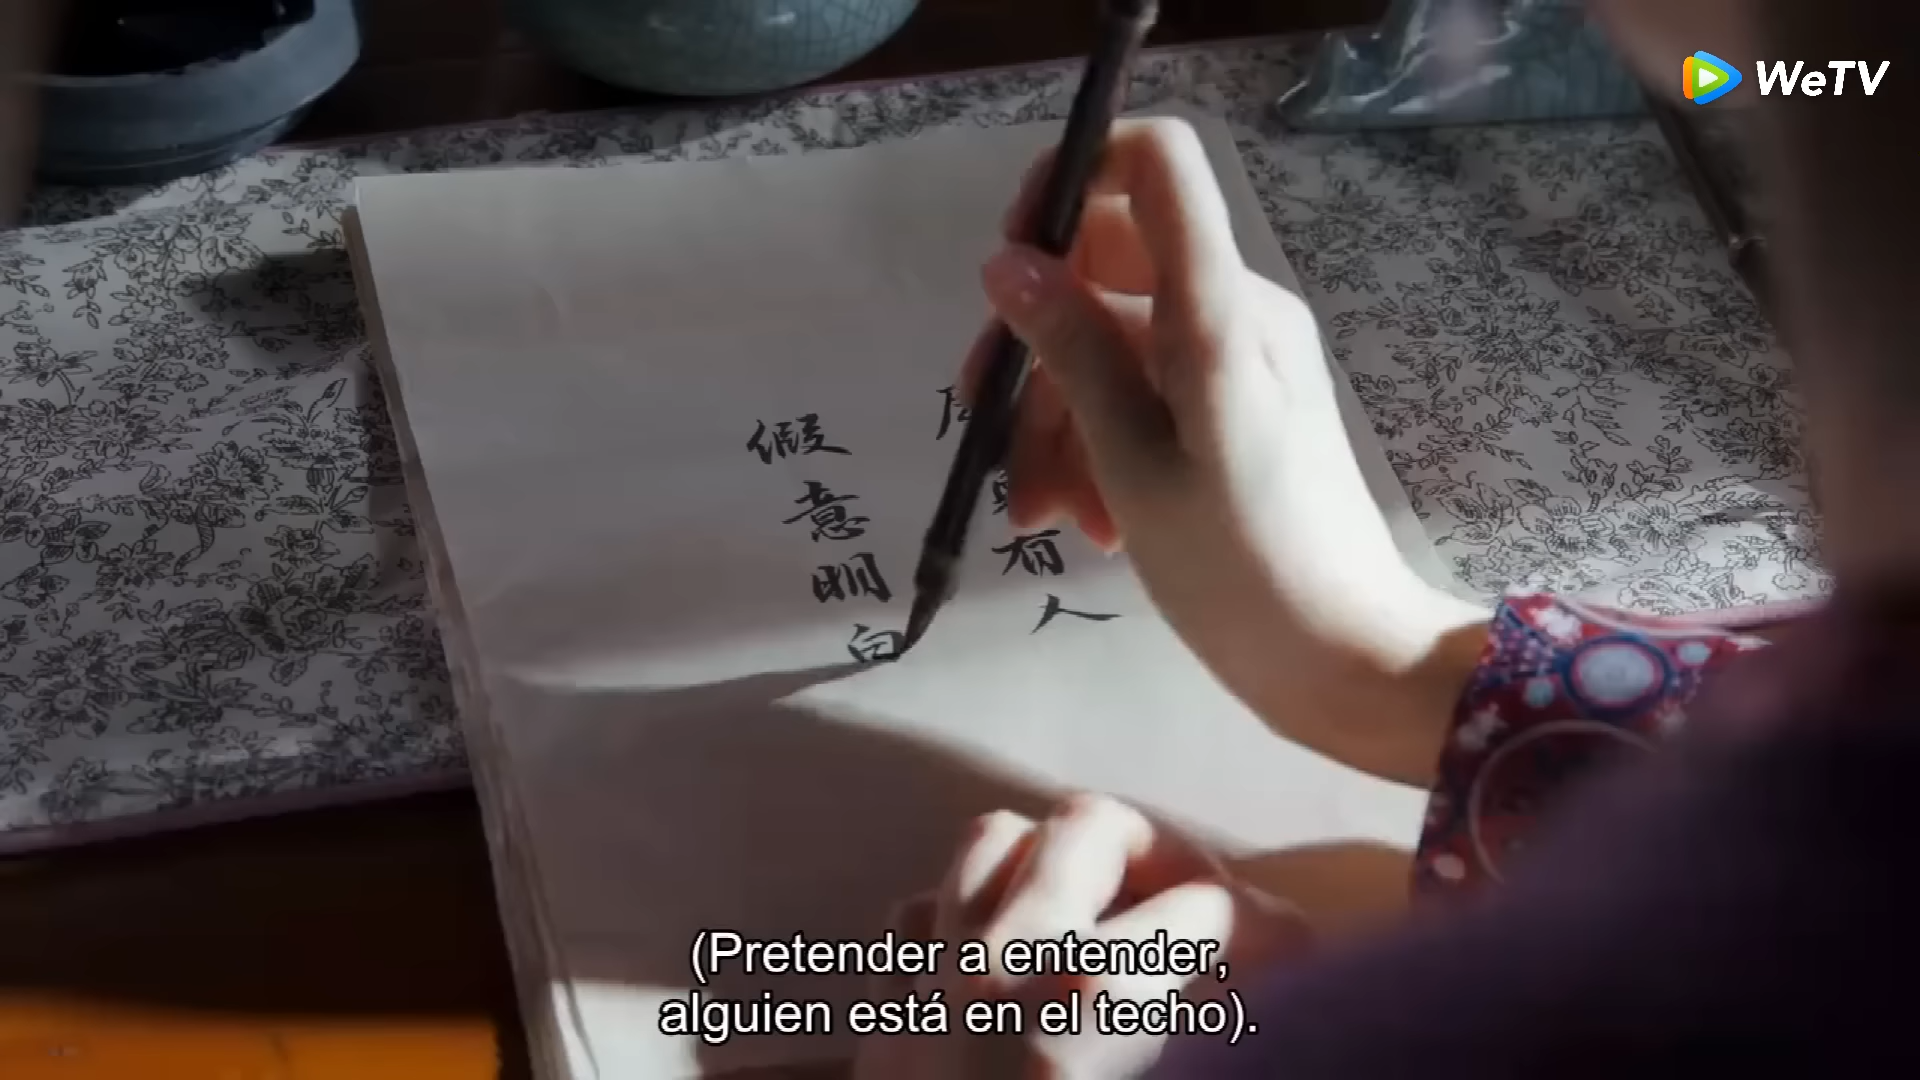 WeTV
有人
假意明白
(Pretender a entender,
alguien está en el techo).